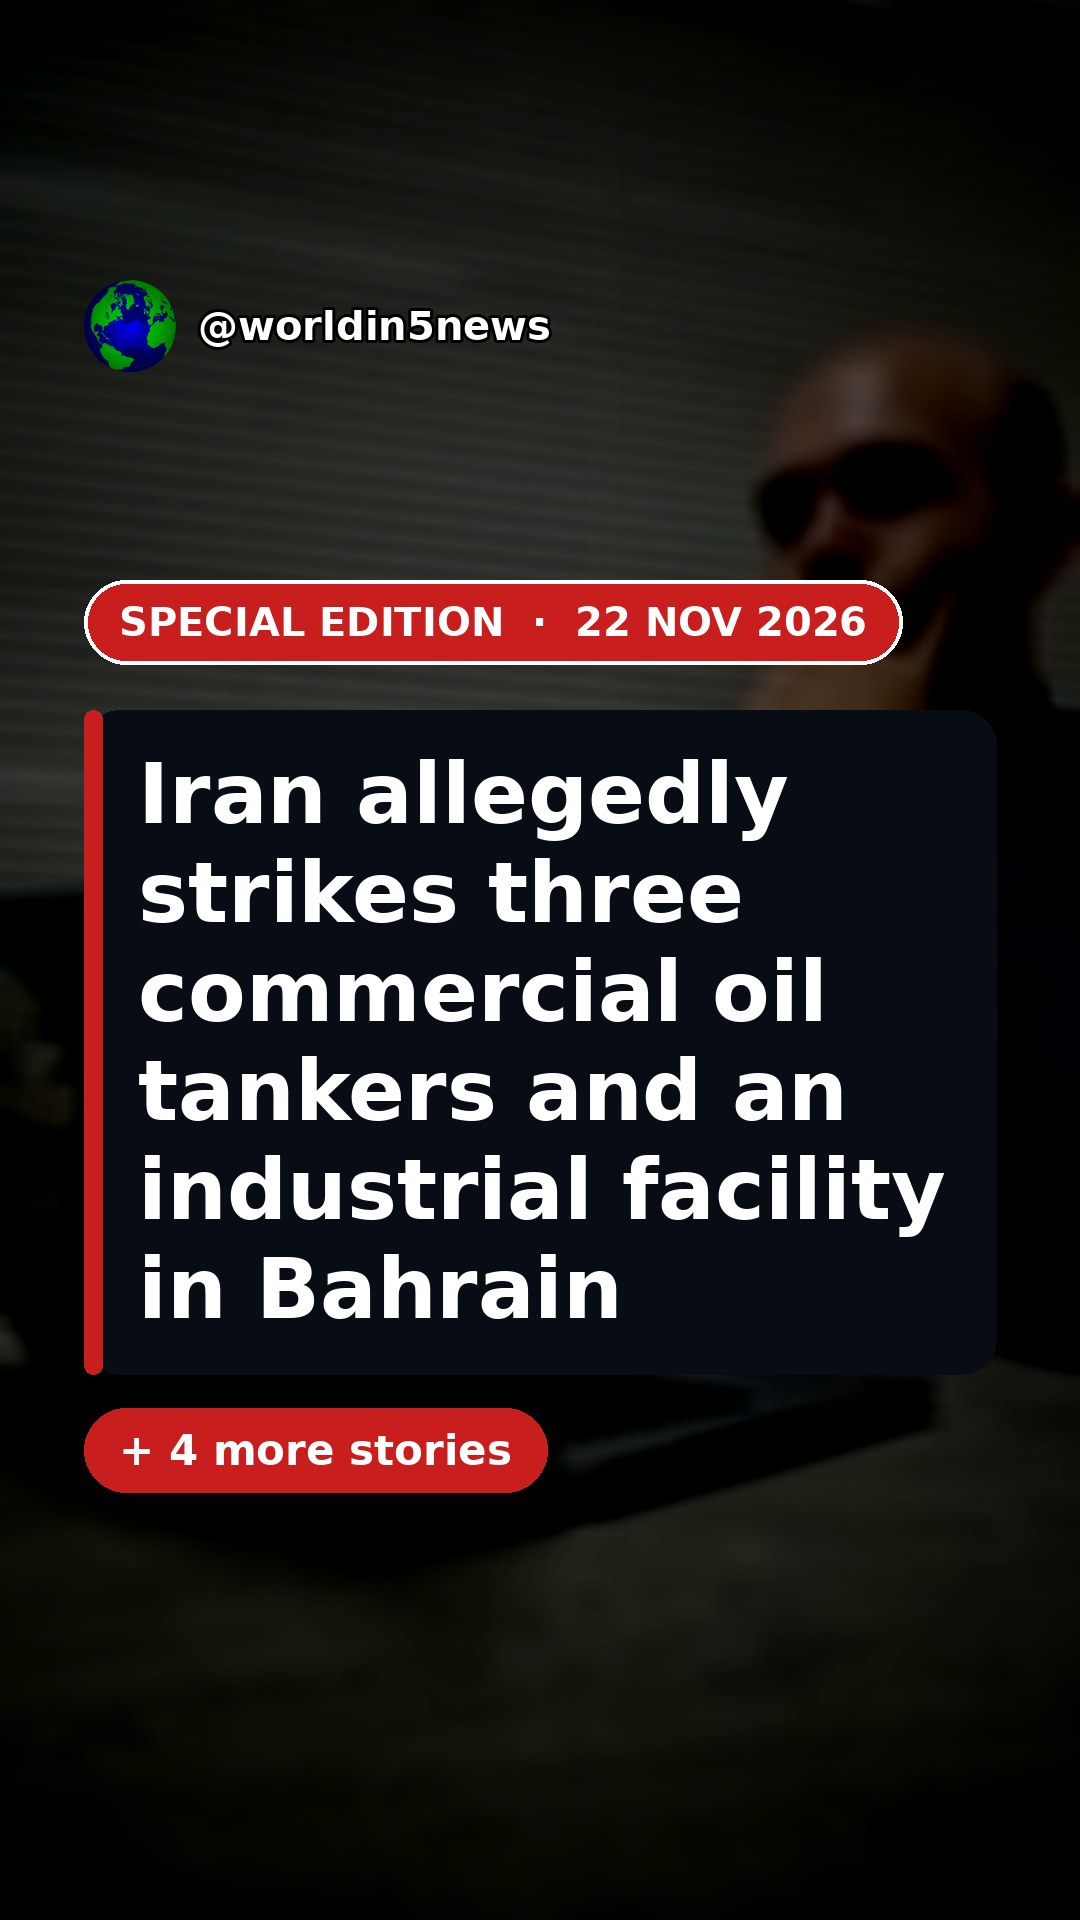 @worldin5news
SPECIAL EDITION · 22 NOV 2026
Iran allegedly
strikes three
commercial oil
tankers and an
industrial facility
in Bahrain
+ 4 more stories